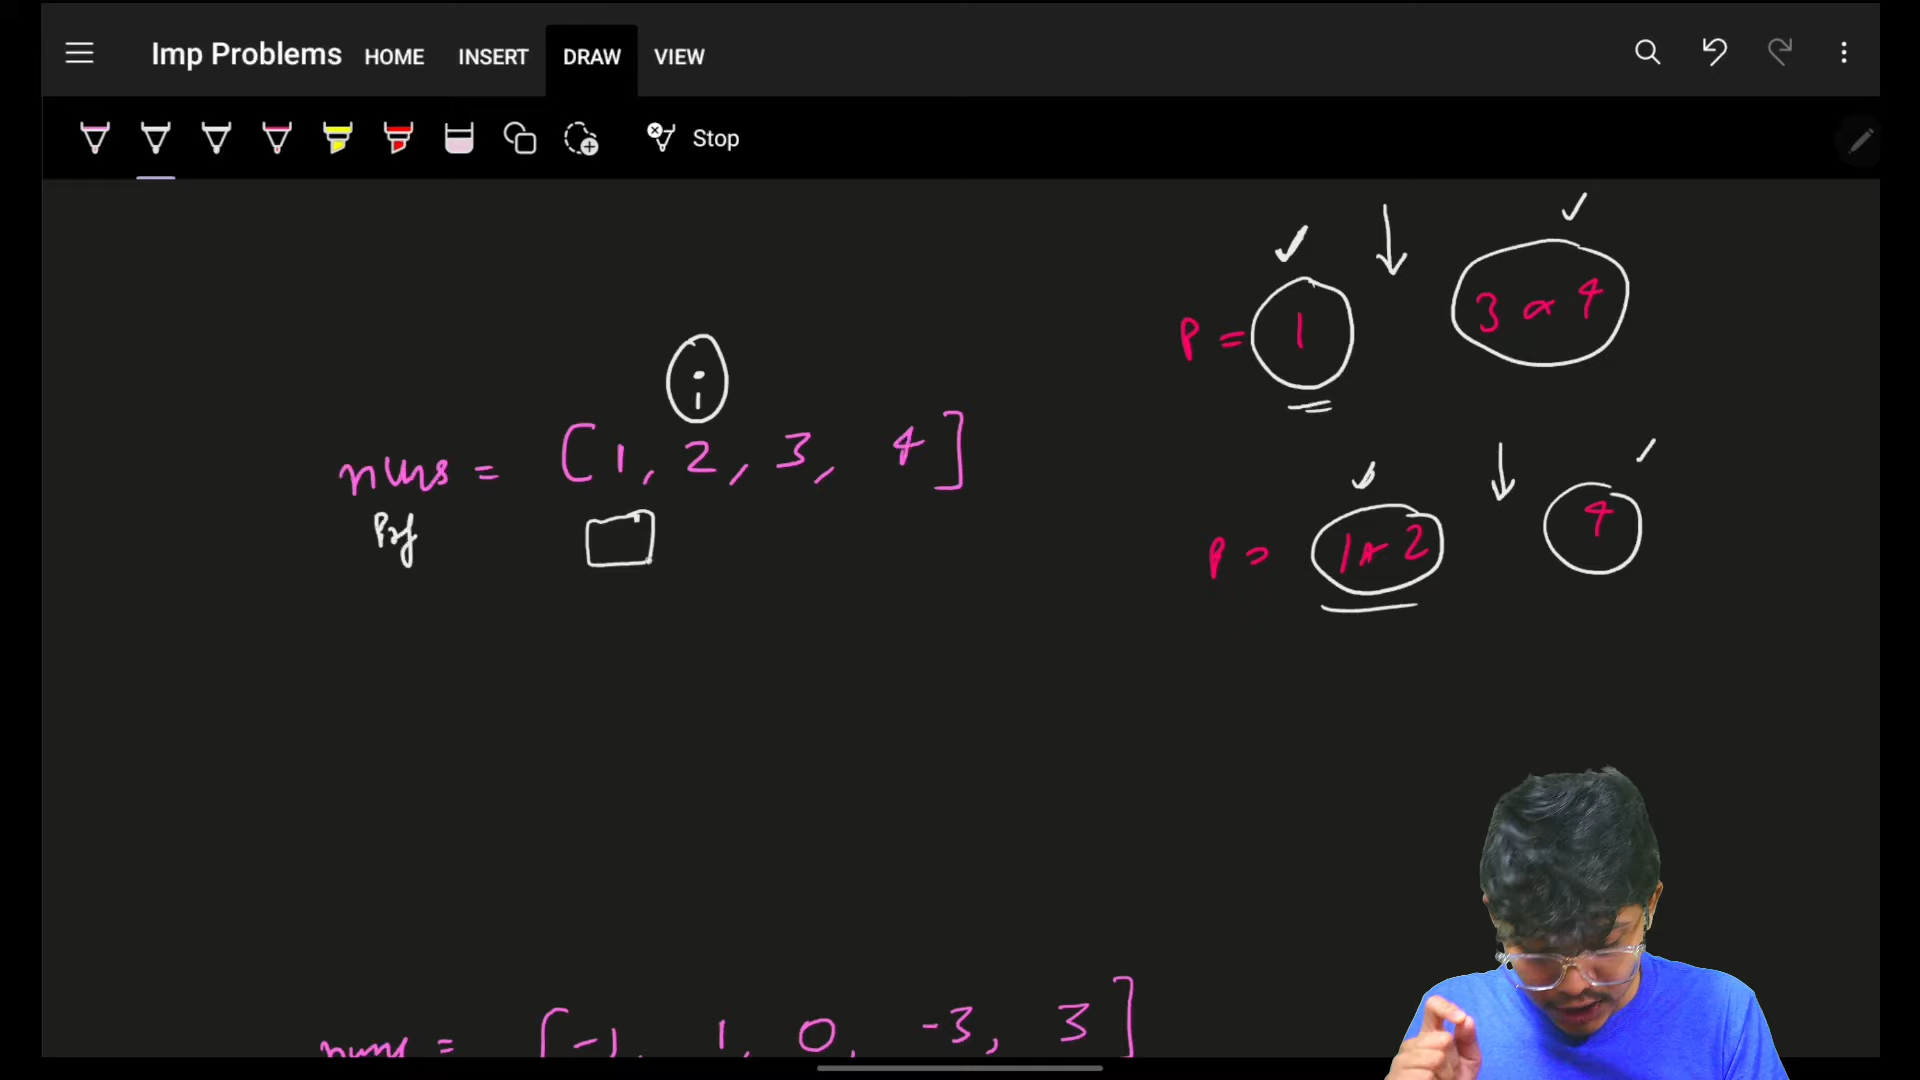 Imp Problems HOME INSERT DRAW VIEW
Stop
P = 1 3 * 4
i
nums = [1, 2, 3, 4]
Pref
P = 1 * 2 4
nums = [-1, 1, 0, -3, 3]